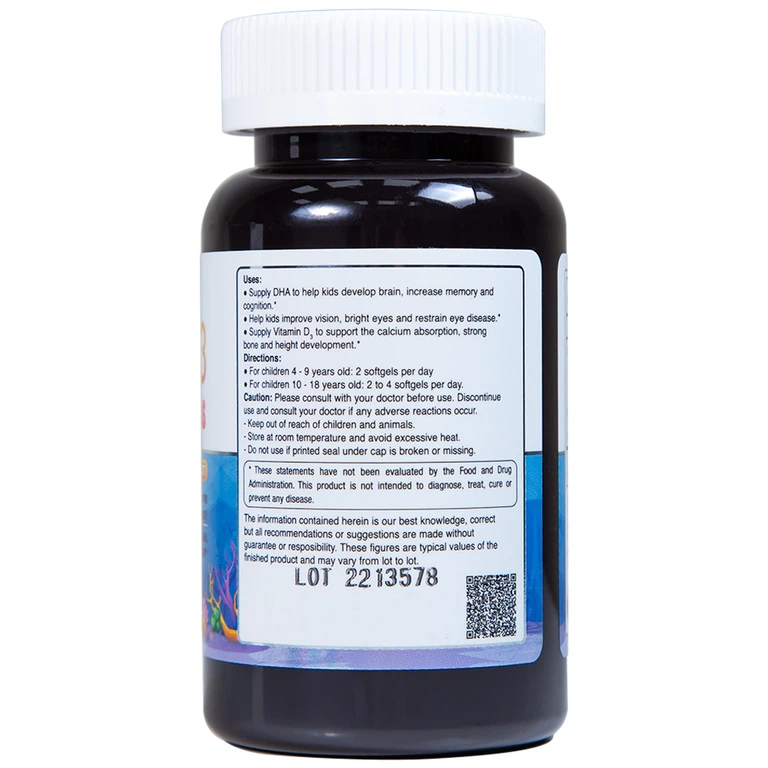 Uses:
• Supply DHA to help kids develop brain, increase memory and
cognition.*
• Help kids improve vision, bright eyes and restrain eye disease.*
• Supply Vitamin D3 to support the calcium absorption, strong
bone and height development.*
Directions:
• For children 4 - 9 years old: 2 softgels per day
• For children 10 - 18 years old: 2 to 4 softgels per day.
Caution: Please consult with your doctor before use. Discontinue
use and consult your doctor if any adverse reactions occur.
- Keep out of reach of children and animals.
- Store at room temperature and avoid excessive heat.
- Do not use if printed seal under cap is broken or missing.
* These statements have not been evaluated by the Food and Drug
Administration. This product is not intended to diagnose, treat, cure or
prevent any disease.
The information contained herein is our best knowledge, correct
but all recommendations or suggestions are made without
guarantee or resposibility. These figures are typical values of the
finished product and may vary from lot to lot.
LOT 2213578